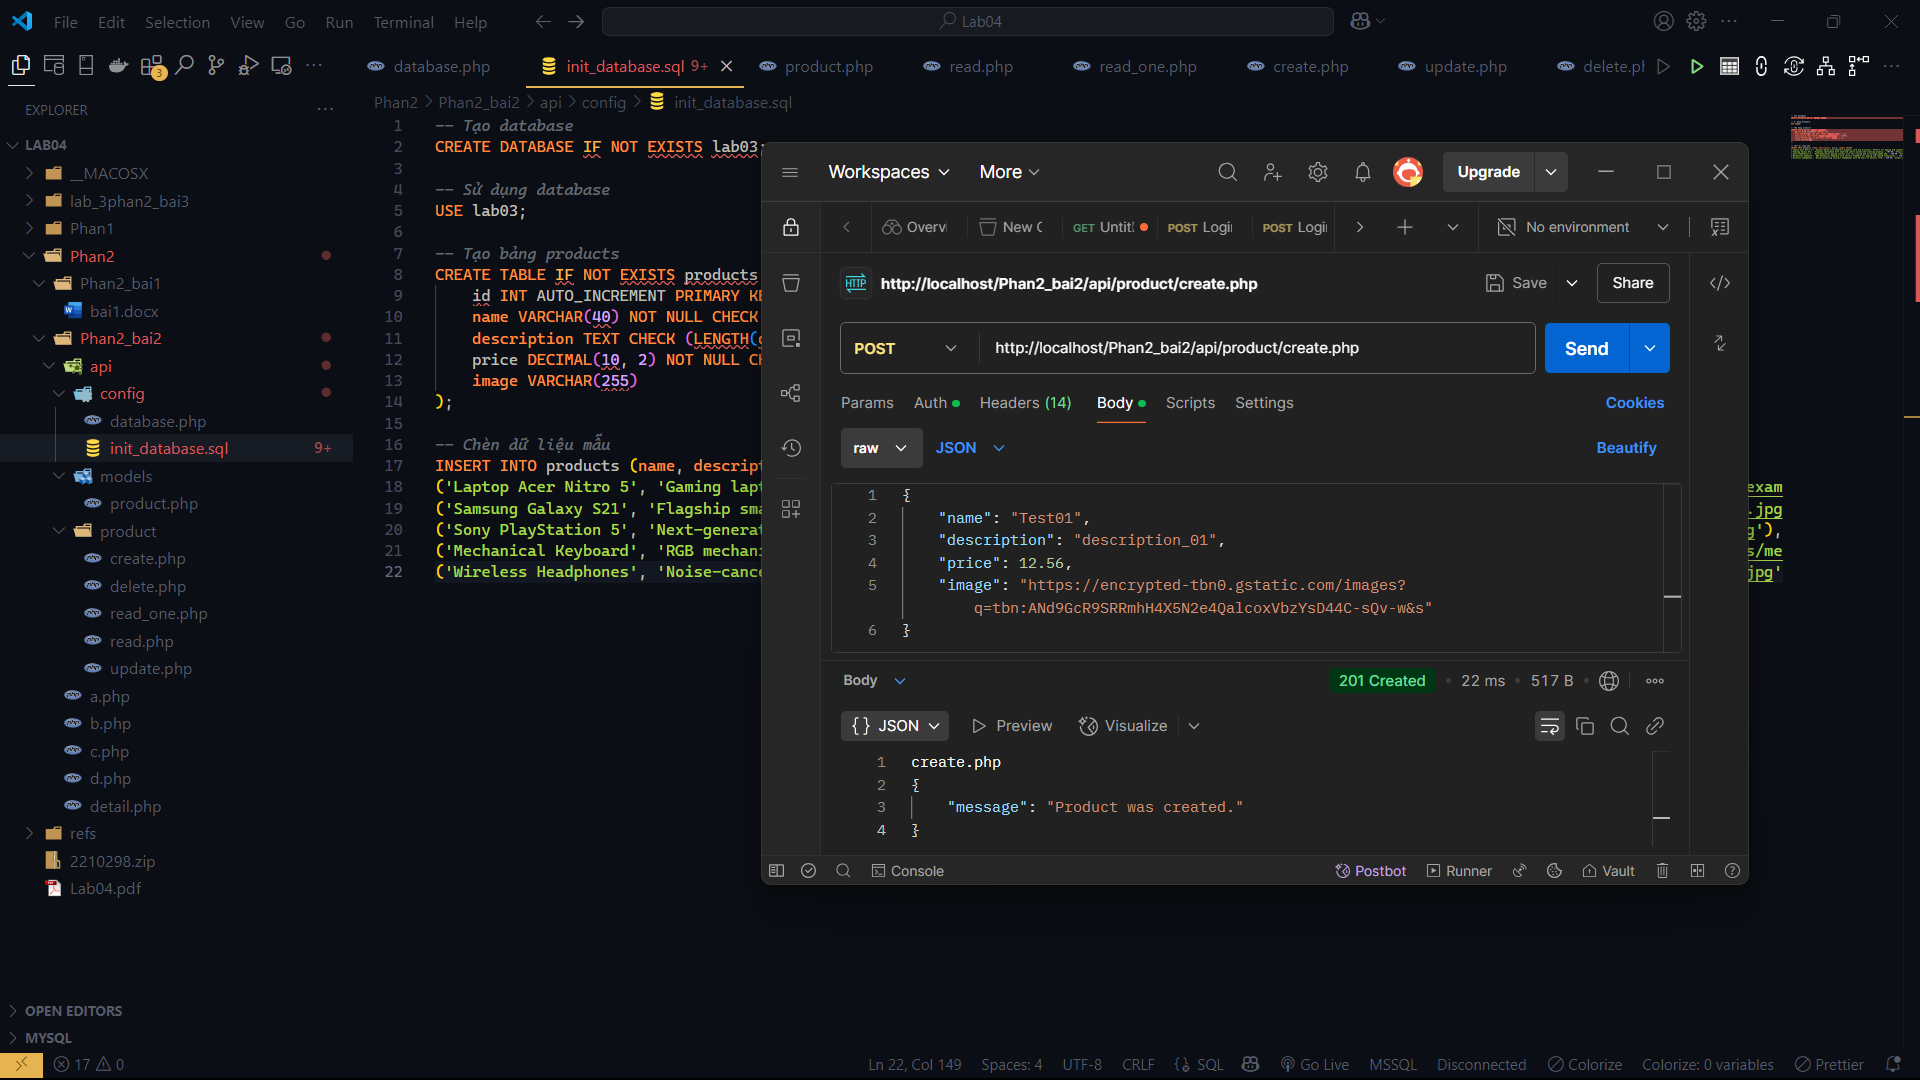 File Edit Selection View Go Run Terminal Help
Lab04
3
database.php
init_database.sql 9+
product.php
read.php
read_one.php
create.php
update.php
delete.ph
EXPLORER
LAB04
__MACOSX
lab_3phan2_bai3
Phan1
Phan2
Phan2_bai1
bai1.docx
Phan2_bai2
api
config
database.php
init_database.sql 9+
models
product.php
product
create.php
delete.php
read_one.php
read.php
update.php
a.php
b.php
c.php
d.php
detail.php
refs
2210298.zip
Lab04.pdf
OPEN EDITORS
MYSQL
Phan2 > Phan2_bai2 > api > config > init_database.sql
1 -- Tạo database
2 CREATE DATABASE IF NOT EXISTS lab03;
3
4 -- Sử dụng database
5 USE lab03;
6
7 -- Tạo bảng products
8 CREATE TABLE IF NOT EXISTS products
9 id INT AUTO_INCREMENT PRIMARY KE
10 name VARCHAR(40) NOT NULL CHECK
11 description TEXT CHECK (LENGTH(
12 price DECIMAL(10, 2) NOT NULL CH
13 image VARCHAR(255)
14 );
15
16 -- Chèn dữ liệu mẫu
17 INSERT INTO products (name, descript
18 ('Laptop Acer Nitro 5', 'Gaming lapt
19 ('Samsung Galaxy S21', 'Flagship sma
20 ('Sony PlayStation 5', 'Next-generat
21 ('Mechanical Keyboard', 'RGB mechani
22 ('Wireless Headphones', 'Noise-cance
exam
.jpg
g'),
s/me
jpg'
Workspaces More Upgrade
Overvi New C GET Untit POST Logi POST Logi No environment
HTTP http://localhost/Phan2_bai2/api/product/create.php Save Share
POST http://localhost/Phan2_bai2/api/product/create.php Send
Params Auth Headers (14) Body Scripts Settings Cookies
raw JSON Beautify
1 {
2 "name": "Test01",
3 "description": "description_01",
4 "price": 12.56,
5 "image": "https://encrypted-tbn0.gstatic.com/images?
q=tbn:ANd9GcR9SRRmhH4X5N2e4QalcoxVbzYsD44C-sQv-w&s"
6 }
Body 201 Created • 22 ms • 517 B
{} JSON Preview Visualize
1 create.php
2 {
3 "message": "Product was created."
4 }
Console Postbot Runner Vault
17 0 Ln 22, Col 149 Spaces: 4 UTF-8 CRLF SQL Go Live MSSQL Disconnected Colorize Colorize: 0 variables Prettier